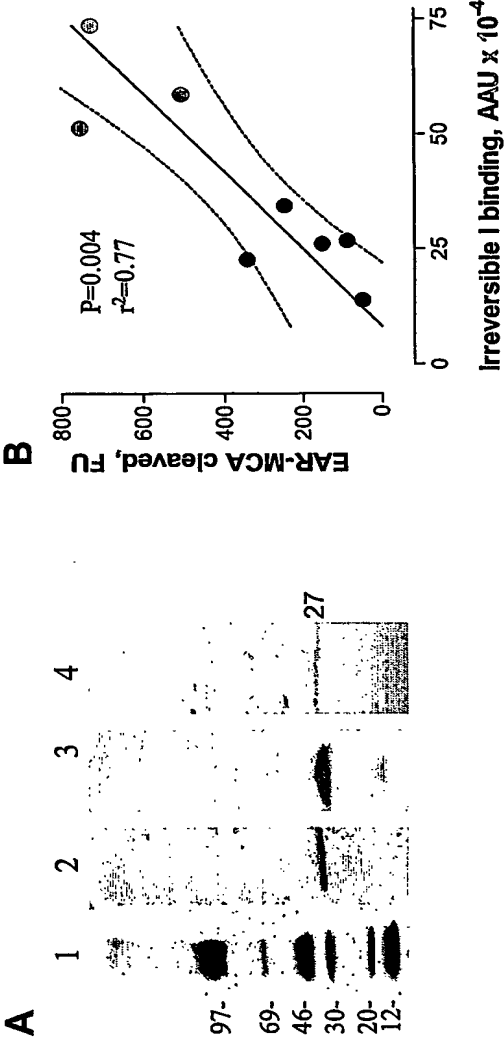 A
1 2 3 4
97-
69-
46-
30-
20-
12-
27
B
P=0.004
r²=0.77
EAR-MCA cleaved, FU
800
600
400
200
0
0 25 50 75
Irreversible I binding, AAU x 10⁻⁴